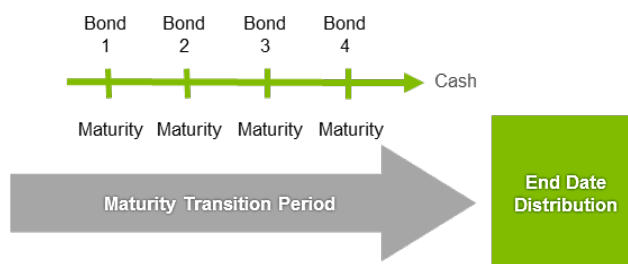 Bond Bond Bond Bond
1 2 3 4
Cash
Maturity Maturity Maturity Maturity
Maturity Transition Period
End Date
Distribution